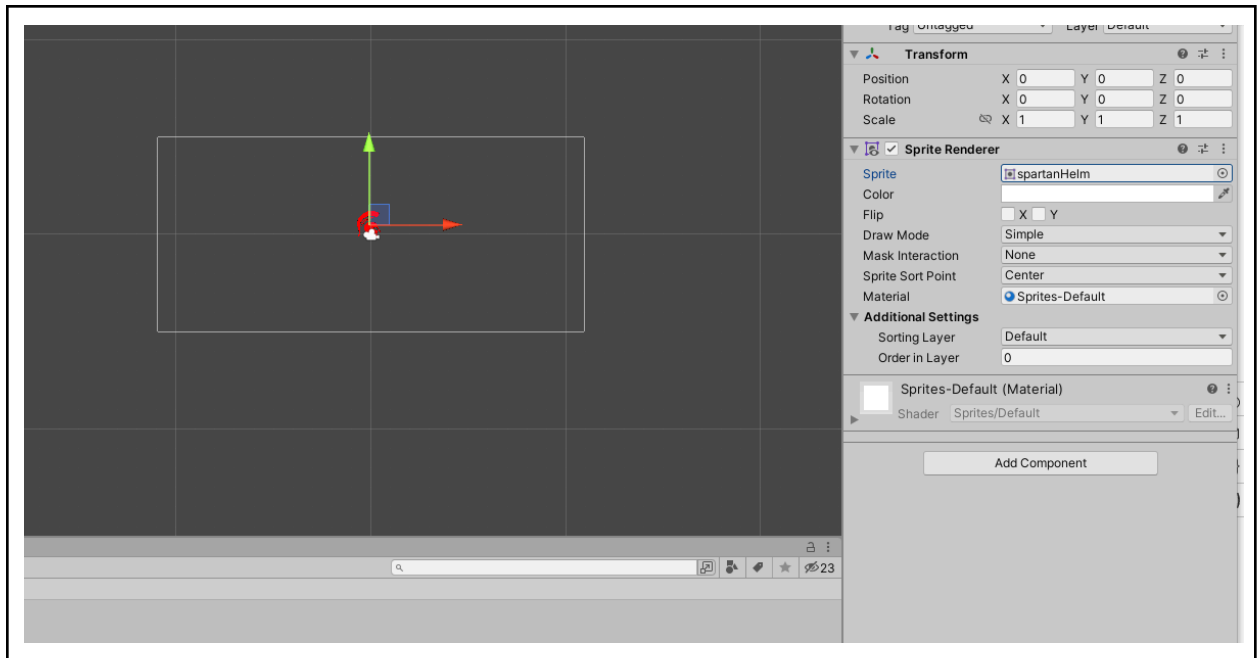 Tag Untagged Layer Default
Transform
Position X 0 Y 0 Z 0
Rotation X 0 Y 0 Z 0
Scale X 1 Y 1 Z 1
Sprite Renderer
Sprite spartanHelm
Color
Flip X Y
Draw Mode Simple
Mask Interaction None
Sprite Sort Point Center
Material Sprites-Default
Additional Settings
Sorting Layer Default
Order in Layer 0
Sprites-Default (Material)
Shader Sprites/Default Edit...
Add Component
23